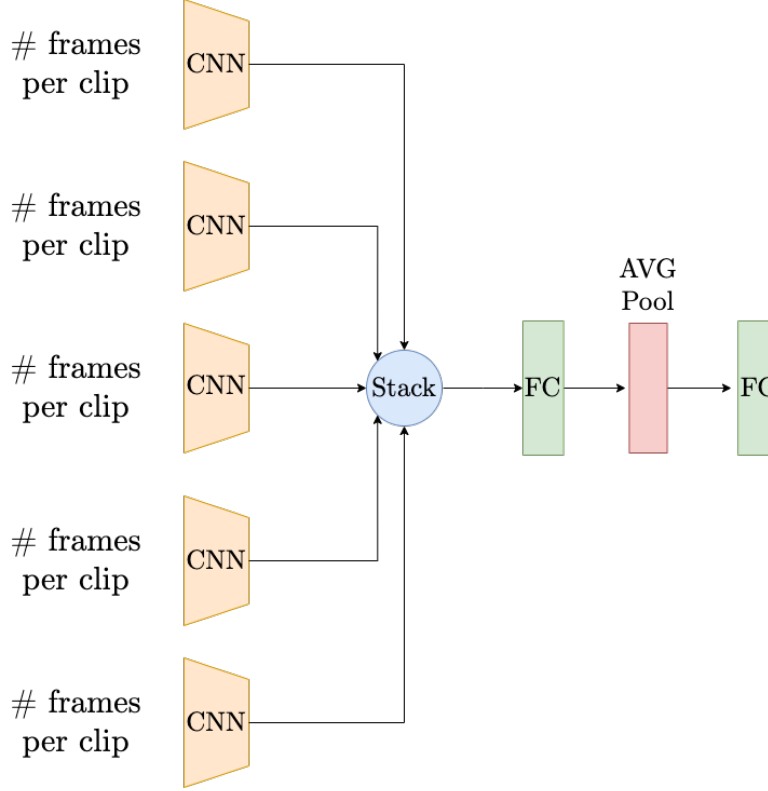 # frames
per clip
CNN
# frames
per clip
CNN
# frames
per clip
CNN
# frames
per clip
CNN
# frames
per clip
CNN
Stack
FC
AVG
Pool